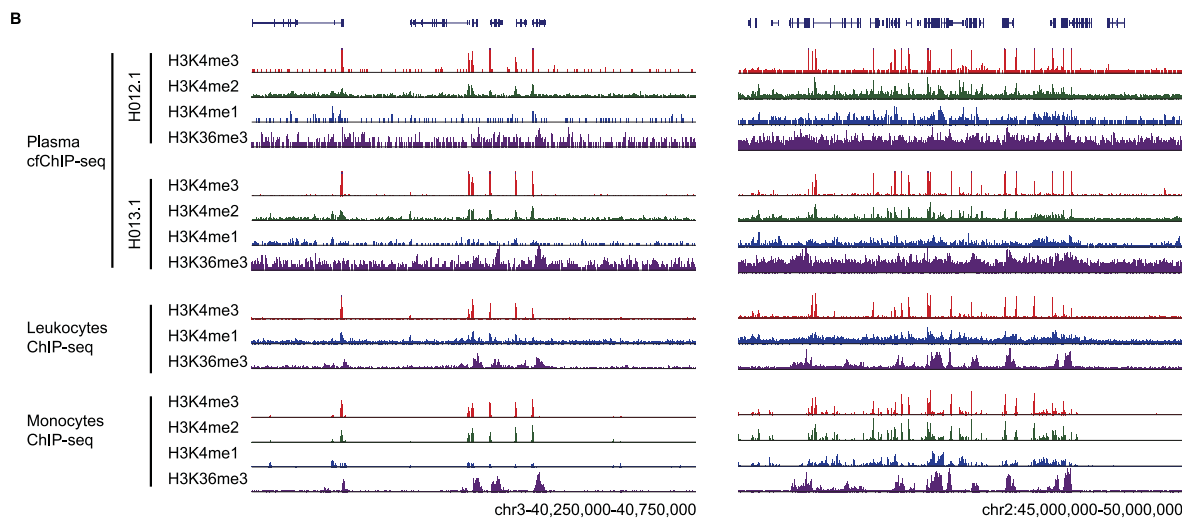 B
Plasma
cfChIP-seq
H012.1
H3K4me3
H3K4me2
H3K4me1
H3K36me3
H013.1
H3K4me3
H3K4me2
H3K4me1
H3K36me3
Leukocytes
ChIP-seq
H3K4me3
H3K4me1
H3K36me3
Monocytes
ChIP-seq
H3K4me3
H3K4me2
H3K4me1
H3K36me3
chr3-40,250,000-40,750,000
chr2:45,000,000-50,000,000